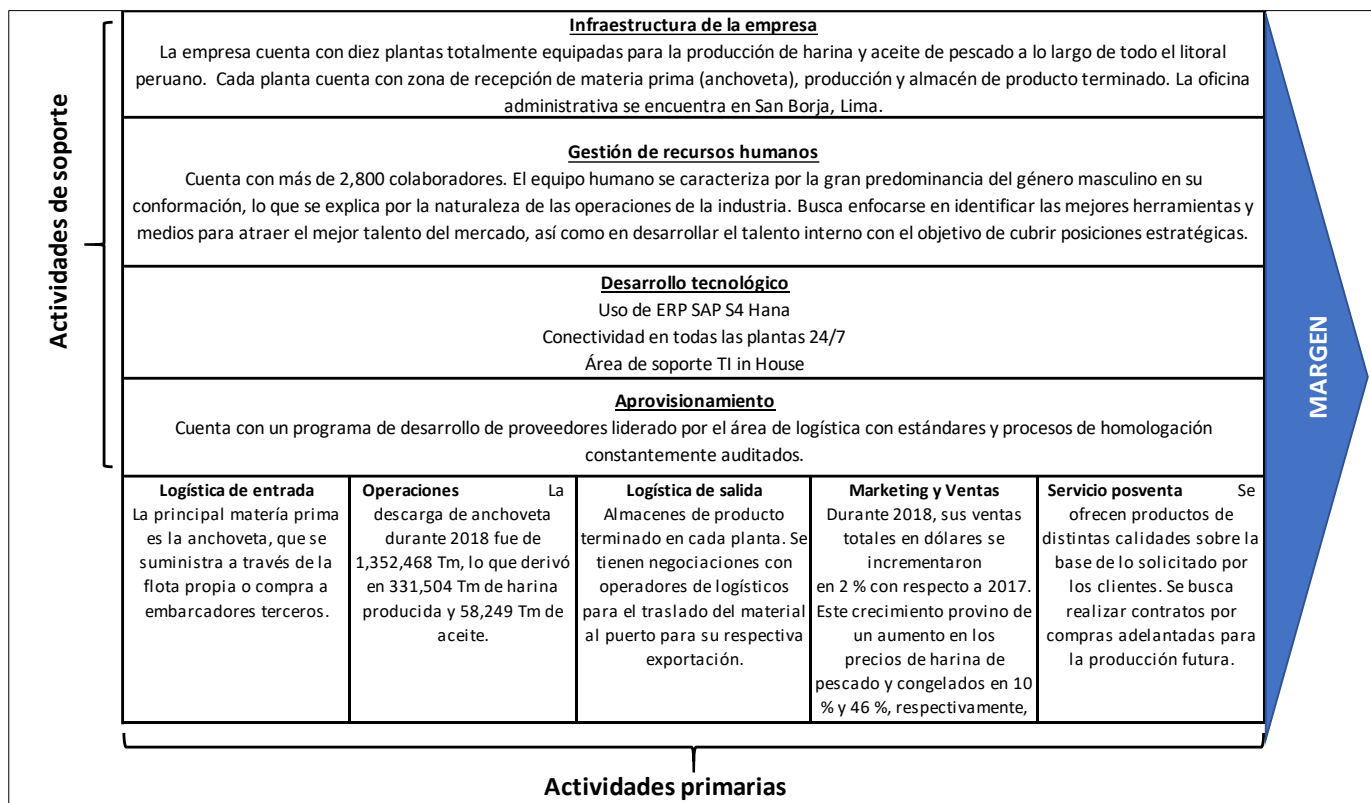 Actividades de soporte
Infraestructura de la empresa
La empresa cuenta con diez plantas totalmente equipadas para la producción de harina y aceite de pescado a lo largo de todo el litoral
peruano. Cada planta cuenta con zona de recepción de materia prima (anchoveta), producción y almacén de producto terminado. La oficina
administrativa se encuentra en San Borja, Lima.
Gestión de recursos humanos
Cuenta con más de 2,800 colaboradores. El equipo humano se caracteriza por la gran predominancia del género masculino en su
conformación, lo que se explica por la naturaleza de las operaciones de la industria. Busca enfocarse en identificar las mejores herramientas y
medios para atraer el mejor talento del mercado, así como en desarrollar el talento interno con el objetivo de cubrir posiciones estratégicas.
Desarrollo tecnológico
Uso de ERP SAP S4 Hana
Conectividad en todas las plantas 24/7
Área de soporte TI in House
Aprovisionamiento
Cuenta con un programa de desarrollo de proveedores liderado por el área de logística con estándares y procesos de homologación
constantemente auditados.
Logística de entrada
La principal matería prima
es la anchoveta, que se
suministra a través de la
flota propia o compra a
embarcadores terceros.
Operaciones La
descarga de anchoveta
durante 2018 fue de
1,352,468 Tm, lo que derivó
en 331,504 Tm de harina
producida y 58,249 Tm de
aceite.
Logística de salida
Almacenes de producto
terminado en cada planta. Se
tienen negociaciones con
operadores de logísticos
para el traslado del material
al puerto para su respectiva
exportación.
Marketing y Ventas
Durante 2018, sus ventas
totales en dólares se
incrementaron
en 2 % con respecto a 2017.
Este crecimiento provino de
un aumento en los
precios de harina de
pescado y congelados en 10
% y 46 %, respectivamente,
Servicio posventa Se
ofrecen productos de
distintas calidades sobre la
base de lo solicitado por
los clientes. Se busca
realizar contratos por
compras adelantadas para
la producción futura.
MARGEN
Actividades primarias